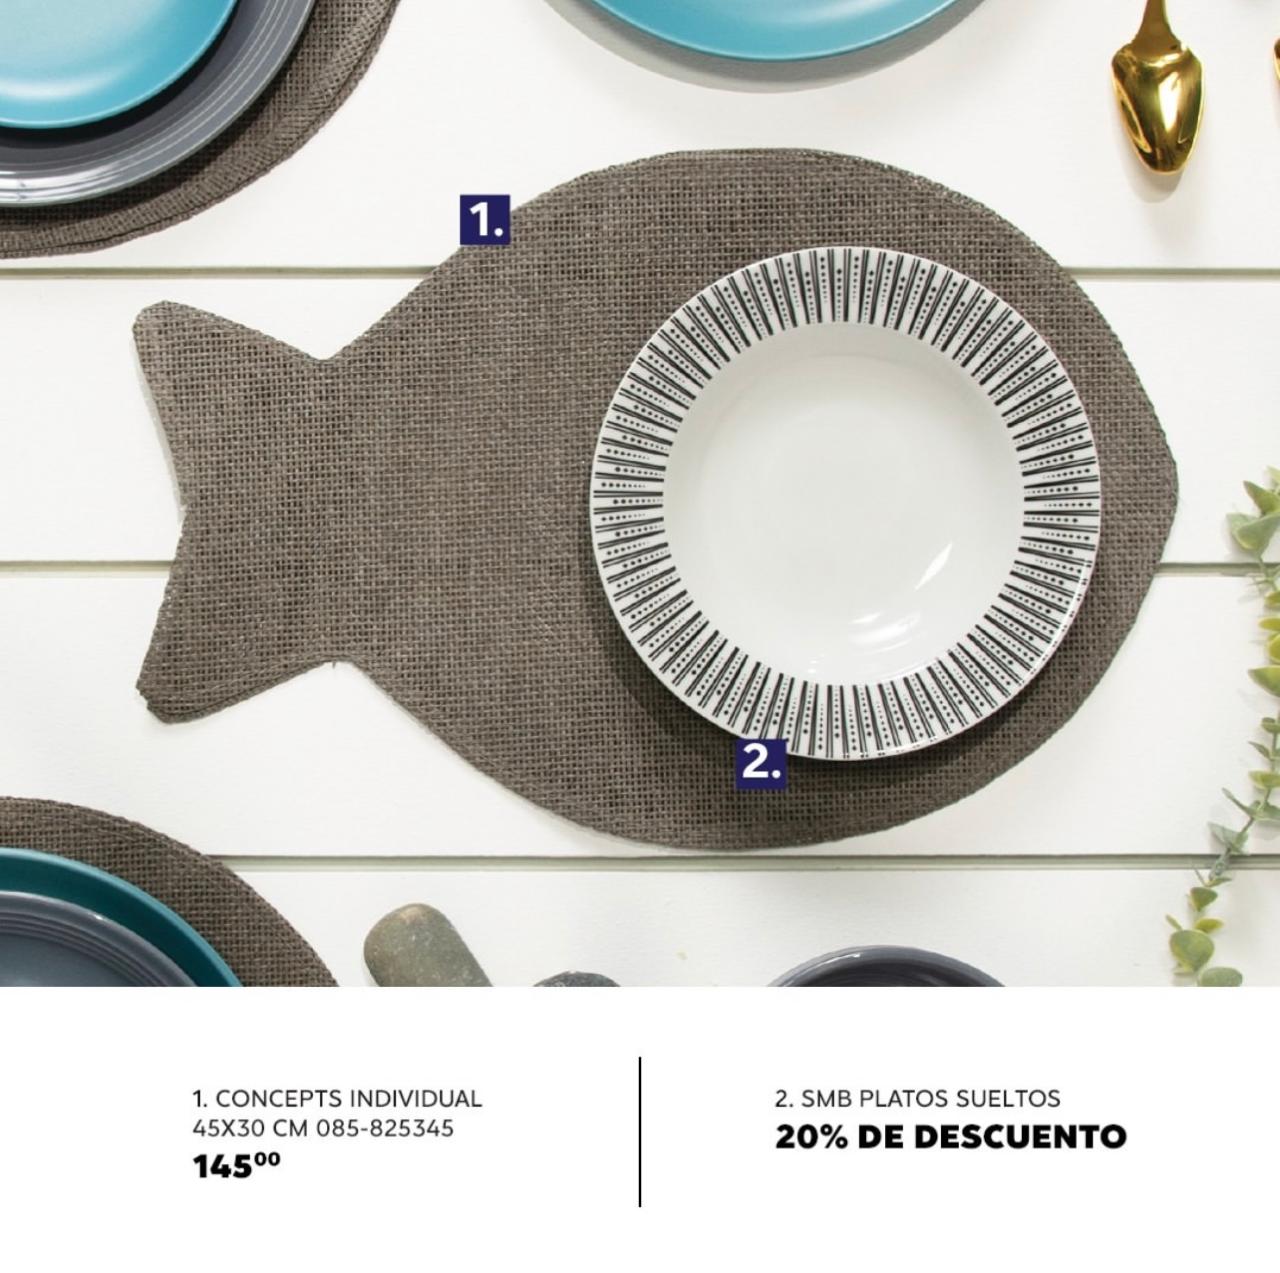 1.
2.
1. CONCEPTS INDIVIDUAL
45X30 CM 085-825345
145⁰⁰
2. SMB PLATOS SUELTOS
20% DE DESCUENTO